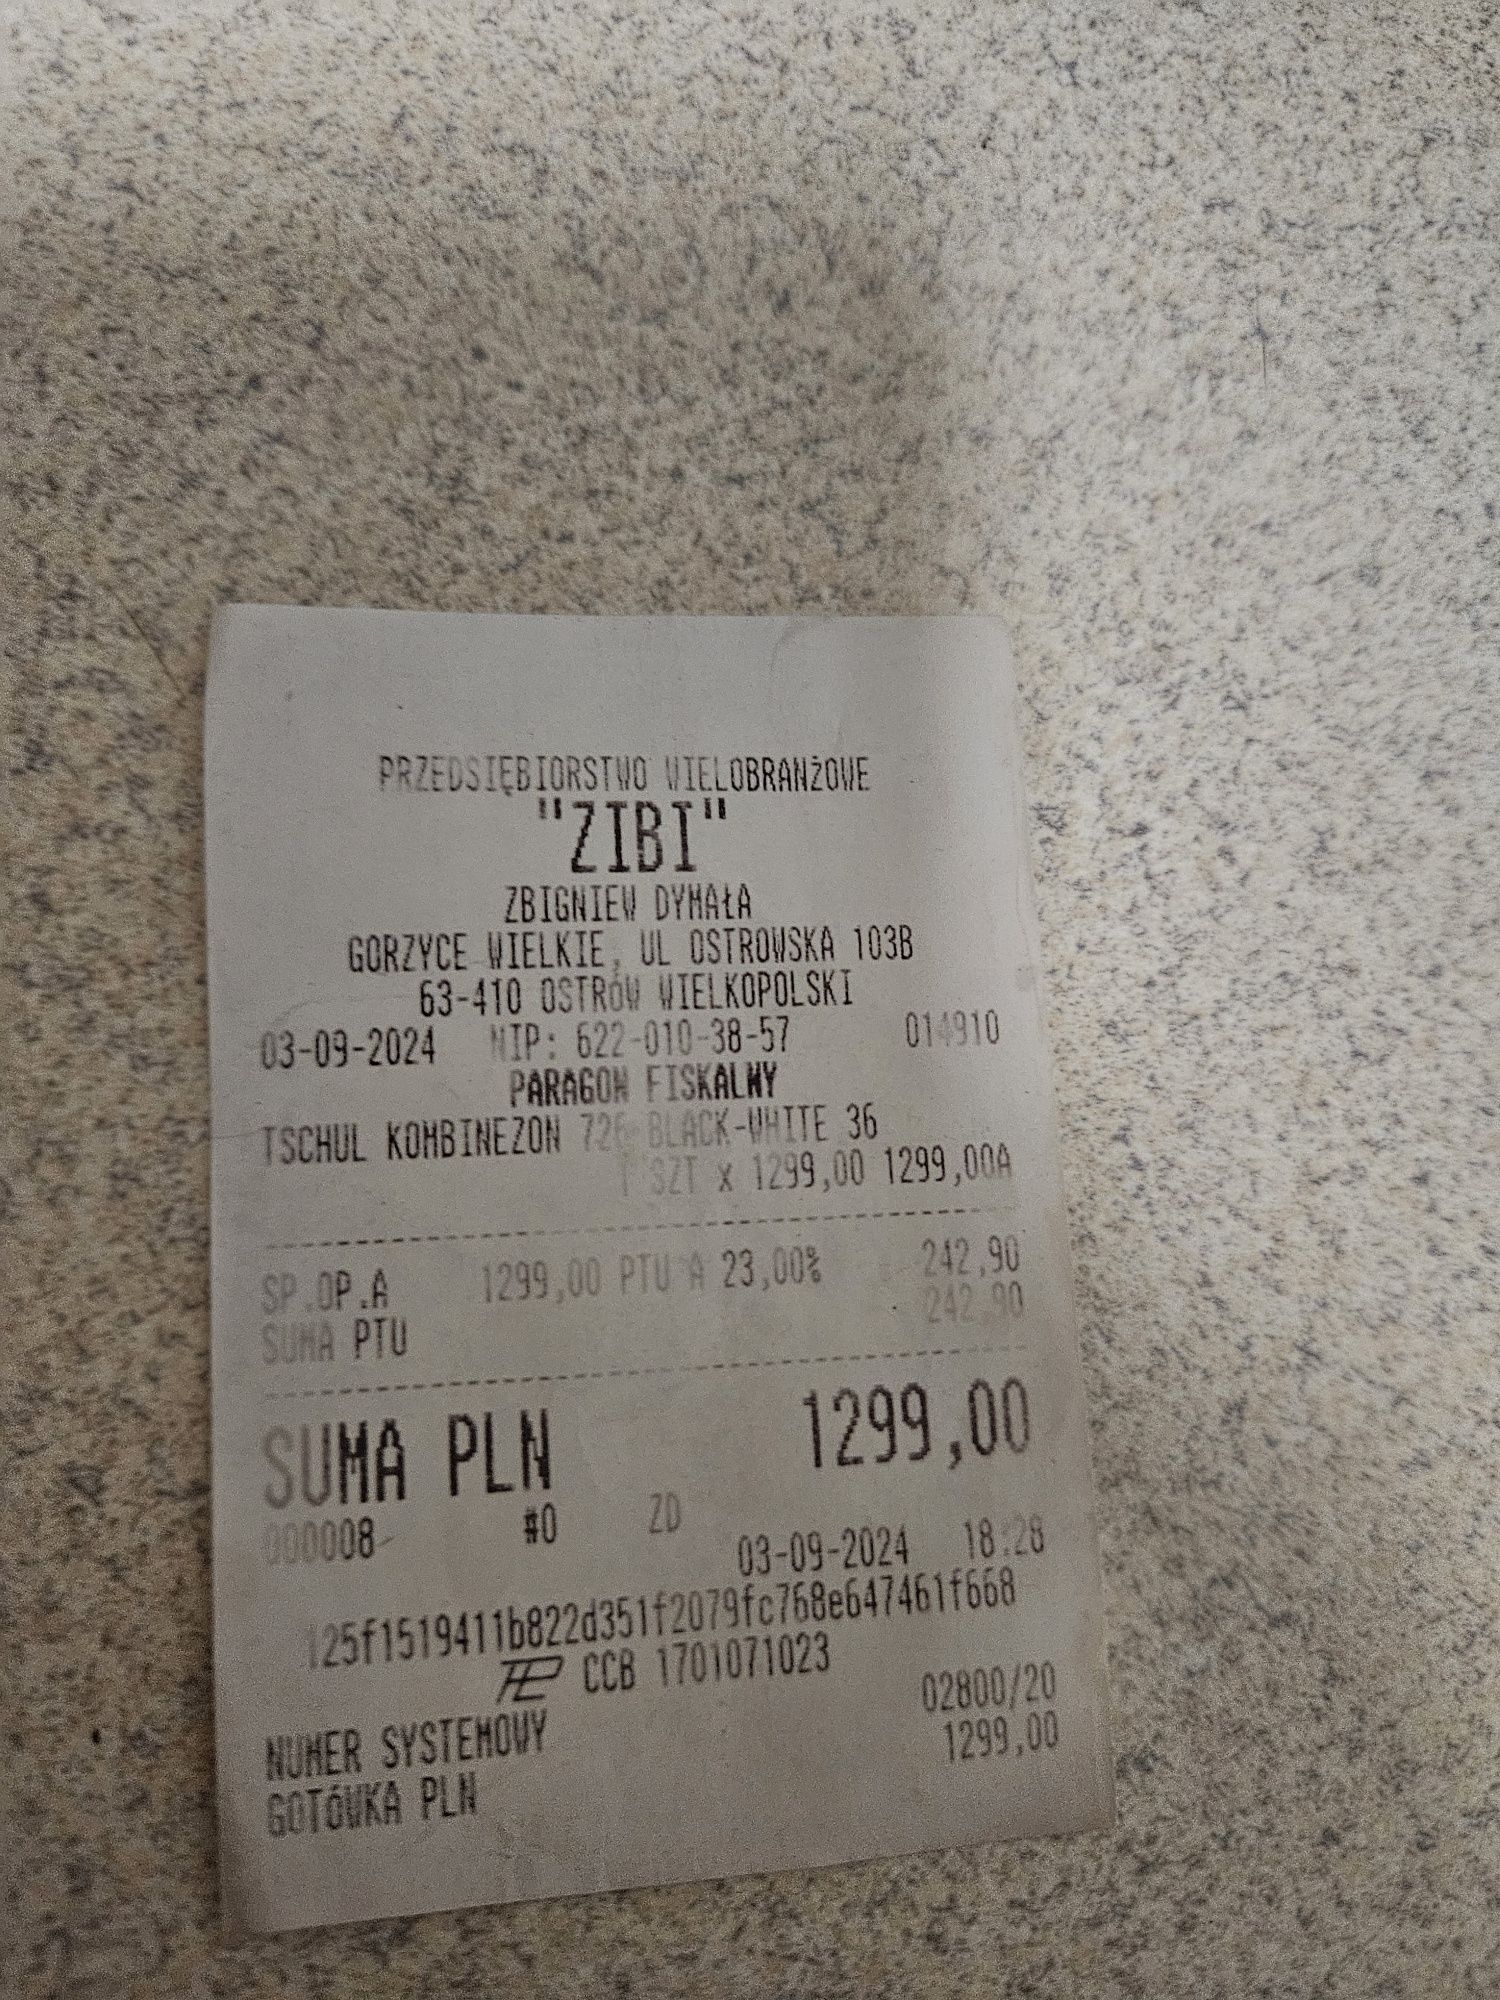 PRZEDSIĘBIORSTWO WIELOBRANŻOWE
"ZIBI"
ZBIGNIEW DYMAŁA
GORZYCE WIELKIE, UL OSTROWSKA 103B
63-410 OSTRÓW WIELKOPOLSKI
03-09-2024 NIP: 622-010-38-57 014910
PARAGON FISKALNY
TSCHUL KOMBINEZON 726 BLACK-WHITE 36
1 SZT x 1299,00 1299,00A
SP.OP.A 1299,00 PTU A 23,00% 242,90
SUMA PTU 242,90
SUMA PLN 1299,00
000008 #0 ZD 03-09-2024 18:28
125f1519411b822d351f2079fc768e647461f668
CCB 1701071023
NUMER SYSTEMOWY 02800/20
GOTÓWKA PLN 1299,00